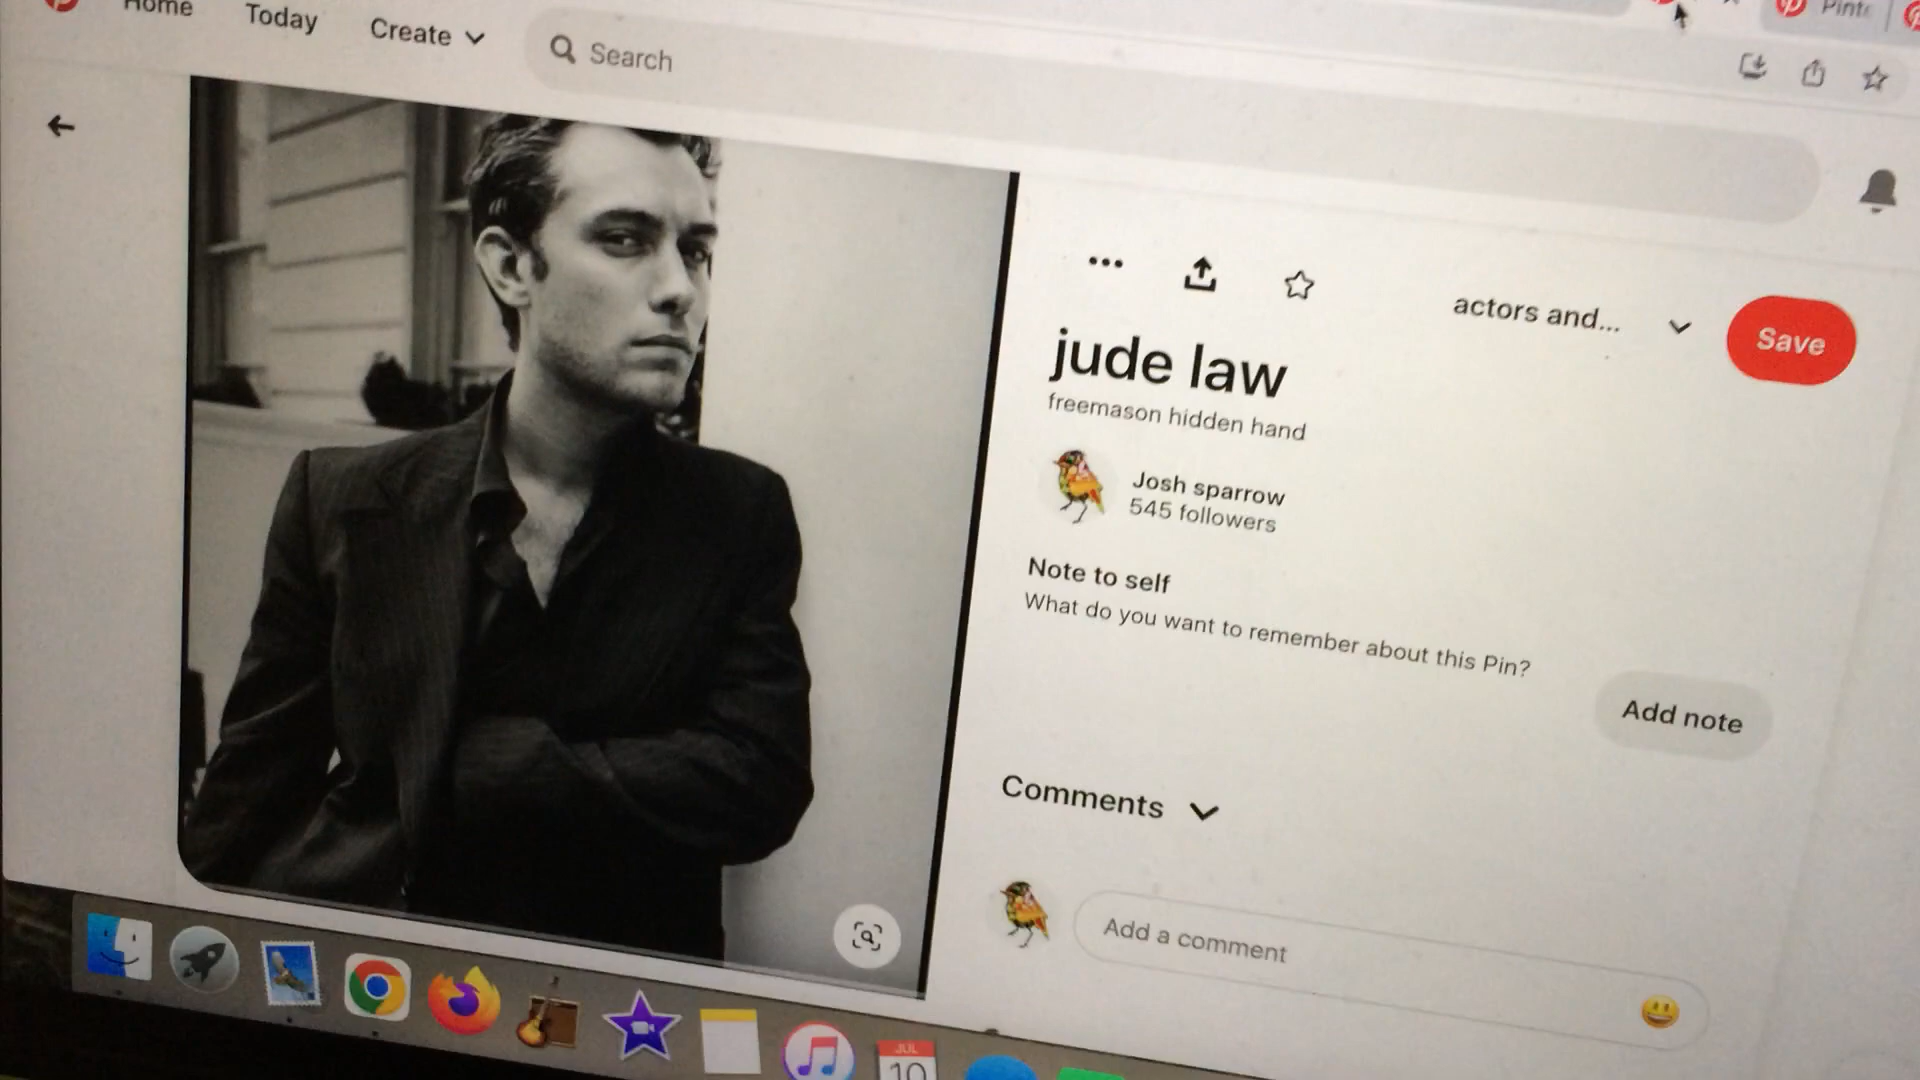 Home
Today
Create
Search
actors and...
Save
jude law
freemason hidden hand
Josh sparrow
545 followers
Note to self
What do you want to remember about this Pin?
Add note
Comments
Add a comment
JUL
10